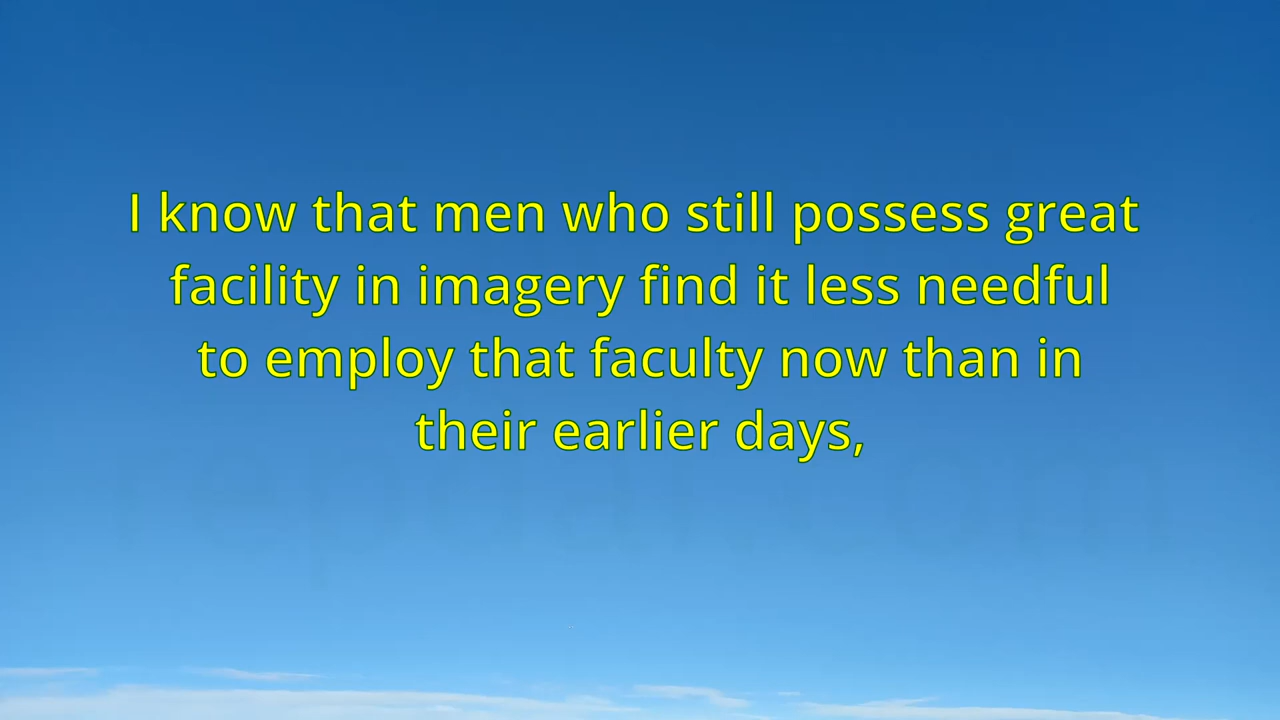 I know that men who still possess great
facility in imagery find it less needful
to employ that faculty now than in
their earlier days,